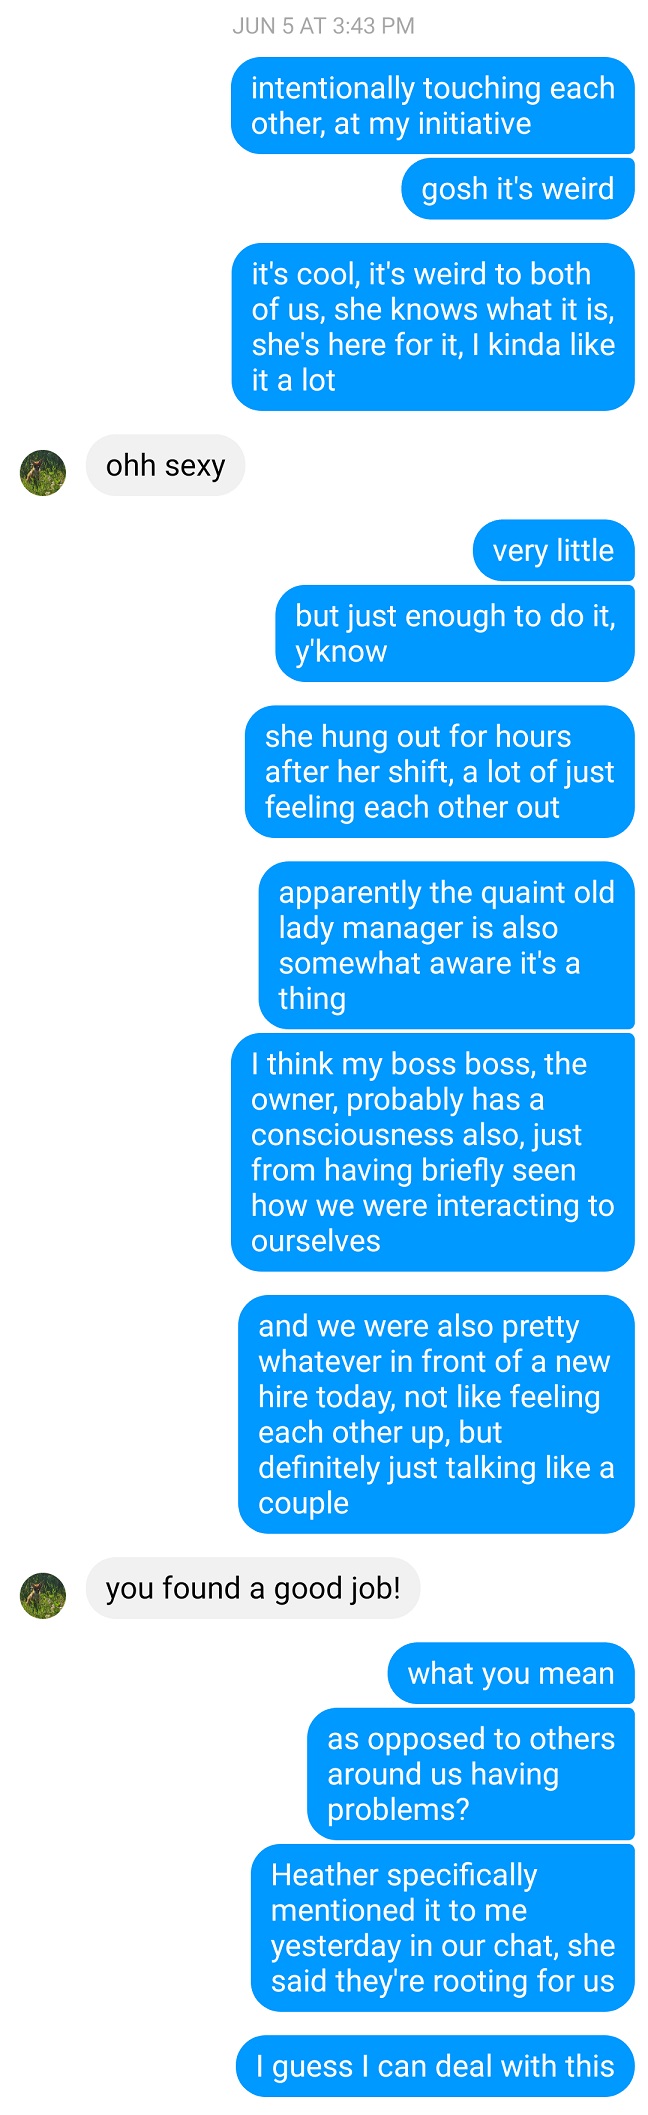 JUN 5 AT 3:43 PM
intentionally touching each
other, at my initiative
gosh it's weird
it's cool, it's weird to both
of us, she knows what it is,
she's here for it, I kinda like
it a lot
ohh sexy
very little
but just enough to do it,
y'know
she hung out for hours
after her shift, a lot of just
feeling each other out
apparently the quaint old
lady manager is also
somewhat aware it's a
thing
I think my boss boss, the
owner, probably has a
consciousness also, just
from having briefly seen
how we were interacting to
ourselves
and we were also pretty
whatever in front of a new
hire today, not like feeling
each other up, but
definitely just talking like a
couple
you found a good job!
what you mean
as opposed to others
around us having
problems?
Heather specifically
mentioned it to me
yesterday in our chat, she
said they're rooting for us
I guess I can deal with this